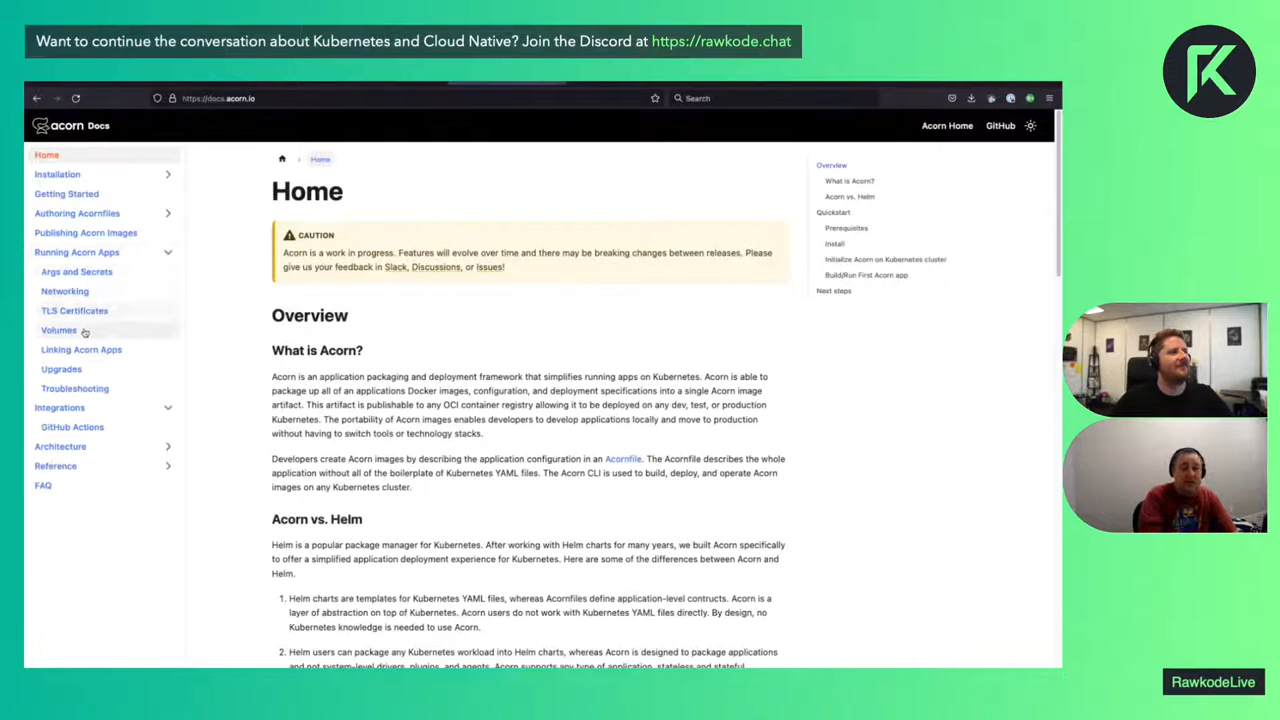 Want to continue the conversation about Kubernetes and Cloud Native? Join the Discord at https://rawkode.chat
https://docs.acorn.io
Search
acorn Docs
Acorn Home
GitHub
Home
Installation
Getting Started
Authoring Acornfiles
Publishing Acorn Images
Running Acorn Apps
Args and Secrets
Networking
TLS Certificates
Volumes
Linking Acorn Apps
Upgrades
Troubleshooting
Integrations
GitHub Actions
Architecture
Reference
FAQ
Home
Home
CAUTION
Acorn is a work in progress. Features will evolve over time and there may be breaking changes between releases. Please
give us your feedback in Slack, Discussions, or Issues!
Overview
What is Acorn?
Acorn is an application packaging and deployment framework that simplifies running apps on Kubernetes. Acorn is able to
package up all of an applications Docker images, configuration, and deployment specifications into a single Acorn image
artifact. This artifact is publishable to any OCI container registry allowing it to be deployed on any dev, test, or production
Kubernetes. The portability of Acorn images enables developers to develop applications locally and move to production
without having to switch tools or technology stacks.
Developers create Acorn images by describing the application configuration in an Acornfile. The Acornfile describes the whole
application without all of the boilerplate of Kubernetes YAML files. The Acorn CLI is used to build, deploy, and operate Acorn
images on any Kubernetes cluster.
Acorn vs. Helm
Helm is a popular package manager for Kubernetes. After working with Helm charts for many years, we built Acorn specifically
to offer a simplified application deployment experience for Kubernetes. Here are some of the differences between Acorn and
Helm.
1. Helm charts are templates for Kubernetes YAML files, whereas Acornfiles define application-level contructs. Acorn is a
layer of abstraction on top of Kubernetes. Acorn users do not work with Kubernetes YAML files directly. By design, no
Kubernetes knowledge is needed to use Acorn.
2. Helm users can package any Kubernetes workload into Helm charts, whereas Acorn is designed to package applications
and not system-level drivers, plugins, and agents. Acorn supports any type of application, stateless and stateful.
Overview
What is Acorn?
Acorn vs. Helm
Quickstart
Prerequisites
Install
Initialize Acorn on Kubernetes cluster
Build/Run First Acorn app
Next steps
RawkodeLive